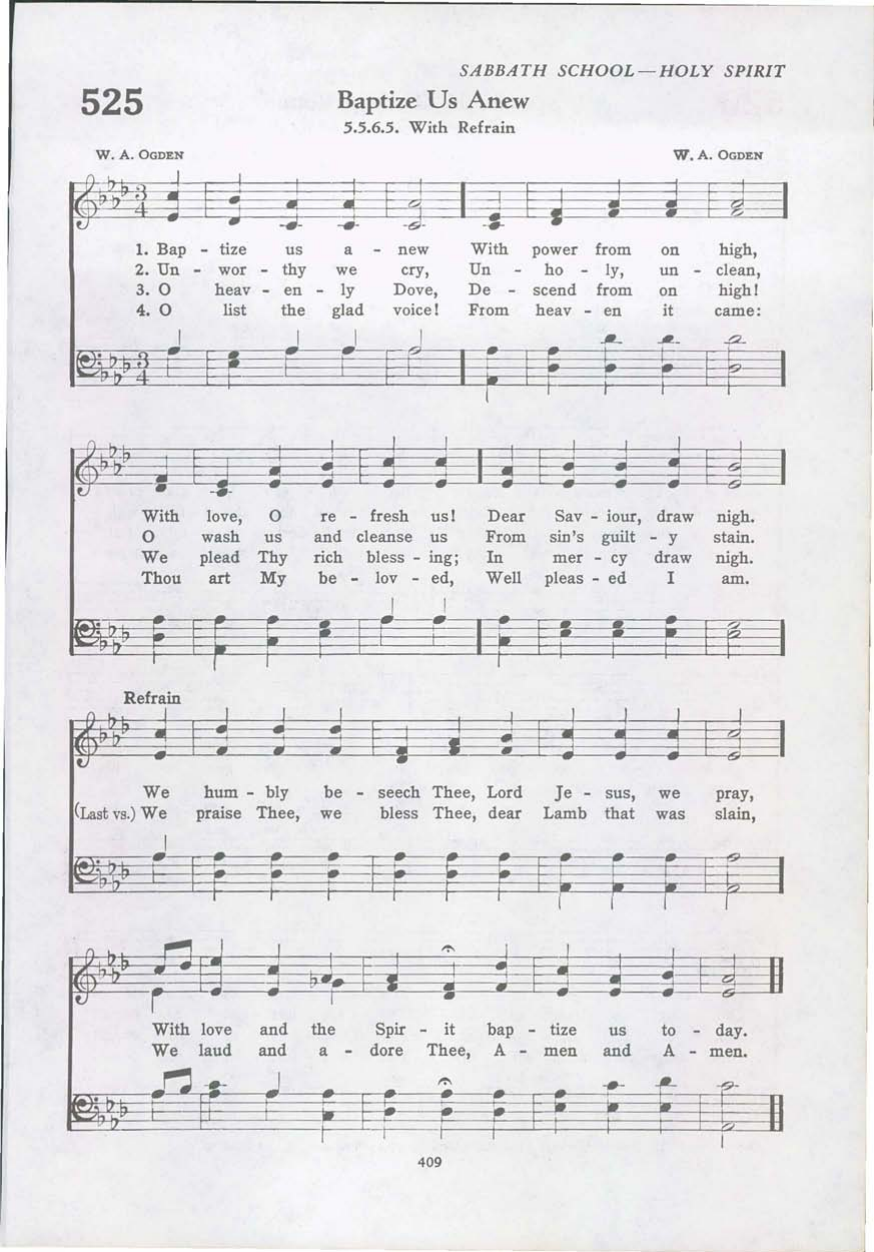 SABBATH SCHOOL—HOLY SPIRIT
525
Baptize Us Anew
5.5.6.5. With Refrain
W. A. OGDEN W. A. OGDEN
3
4
1. Bap - tize us a - new With power from on high,
2. Un - wor - thy we cry, Un - ho - ly, un - clean,
3. O heav - en - ly Dove, De - scend from on high!
4. O list the glad voice! From heav - en it came:
3
4
With love, O re - fresh us! Dear Sav - iour, draw nigh.
O wash us and cleanse us From sin's guilt - y stain.
We plead Thy rich bless - ing; In mer - cy draw nigh.
Thou art My be - lov - ed, Well pleas - ed I am.
Refrain
We hum - bly be - seech Thee, Lord Je - sus, we pray,
(Last vs.) We praise Thee, we bless Thee, dear Lamb that was slain,
With love and the Spir - it bap - tize us to - day.
We laud and a - dore Thee, A - men and A - men.
409